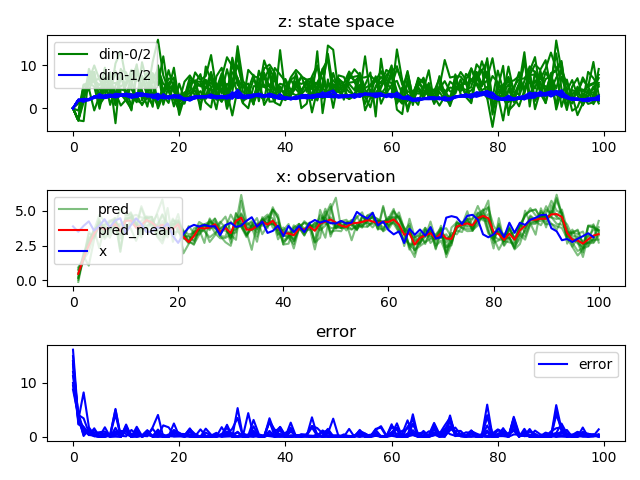 z: state space
dim-0/2
dim-1/2
10
0
0 20 40 60 80 100
x: observation
pred
pred_mean
x
5.0
2.5
0.0
0 20 40 60 80 100
error
error
10
0
0 20 40 60 80 100